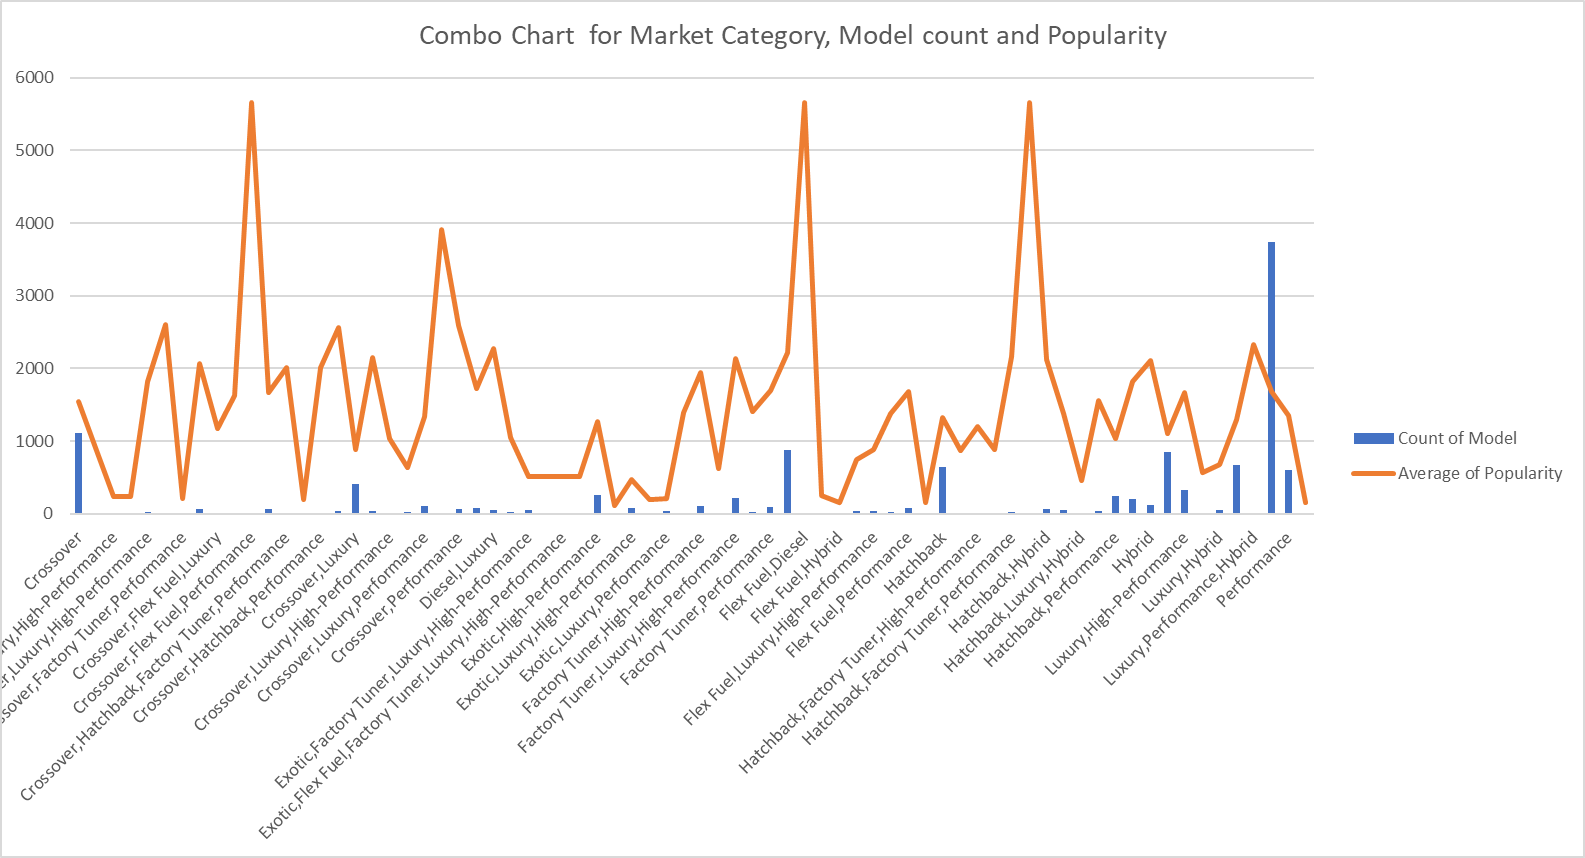 Combo Chart  for Market Category, Model count and Popularity
6000
5000
4000
3000
2000
1000
0
Crossover
High-Performance
Luxury,High-Performance
Factory Tuner,Performance
Crossover,Flex Fuel,Luxury
Crossover,Flex Fuel,Performance
Crossover,Hatchback,Factory Tuner,Performance
Crossover,Hatchback,Performance
Crossover,Luxury
Crossover,Luxury,High-Performance
Crossover,Luxury,Performance
Crossover,Performance
Diesel,Luxury
Exotic,Factory Tuner,Luxury,High-Performance
Exotic,Flex Fuel,Factory Tuner,Luxury,High-Performance
Exotic,High-Performance
Exotic,Luxury,High-Performance
Exotic,Luxury,Performance
Factory Tuner,High-Performance
Factory Tuner,Luxury,High-Performance
Factory Tuner,Performance
Flex Fuel,Diesel
Flex Fuel,Hybrid
Flex Fuel,Luxury,High-Performance
Flex Fuel,Performance
Hatchback
Hatchback,Factory Tuner,High-Performance
Hatchback,Factory Tuner,Performance
Hatchback,Hybrid
Hatchback,Luxury,Hybrid
Hatchback,Performance
Hybrid
Luxury,High-Performance
Luxury,Hybrid
Luxury,Performance,Hybrid
Performance
Count of Model
Average of Popularity